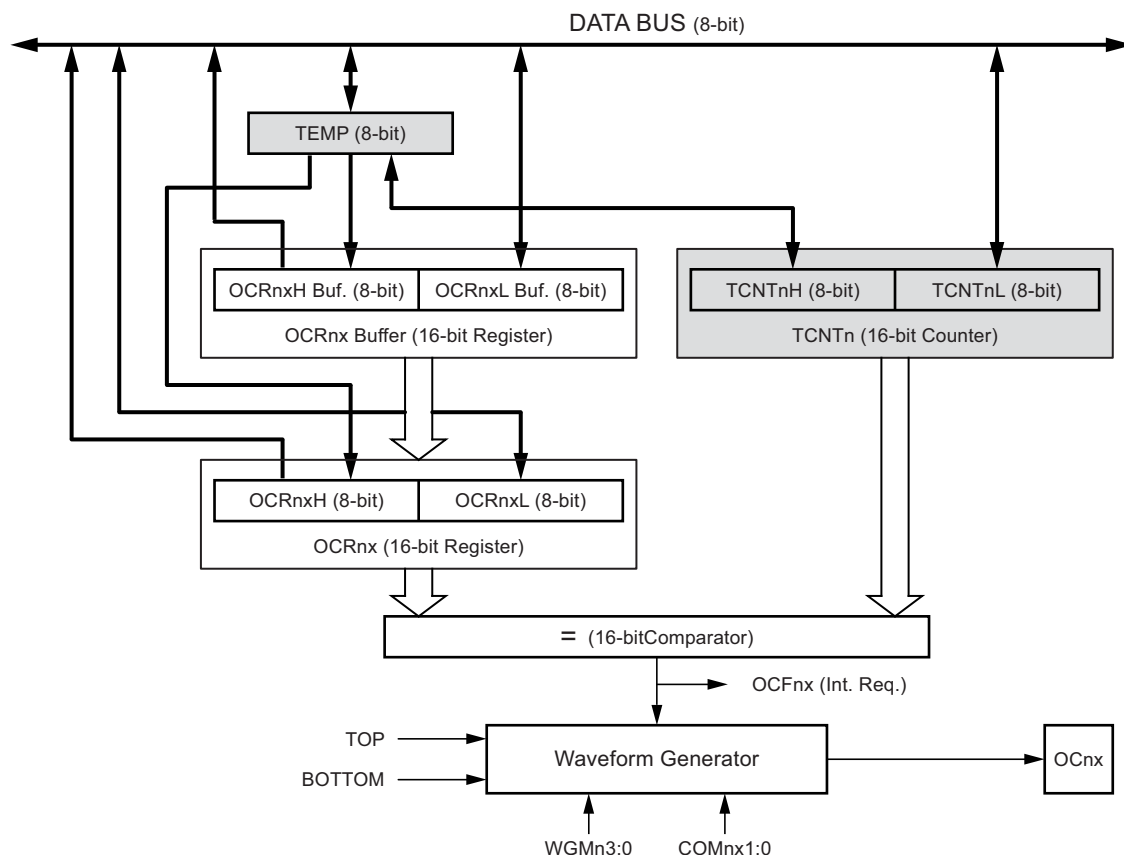 DATA BUS (8-bit)
TEMP (8-bit)
OCRnxH Buf. (8-bit)
OCRnxL Buf. (8-bit)
TCNTnH (8-bit)
TCNTnL (8-bit)
OCRnx Buffer (16-bit Register)
TCNTn (16-bit Counter)
OCRnxH (8-bit)
OCRnxL (8-bit)
OCRnx (16-bit Register)
= (16-bitComparator)
OCFnx (Int. Req.)
TOP
BOTTOM
Waveform Generator
OCnx
WGMn3:0
COMnx1:0